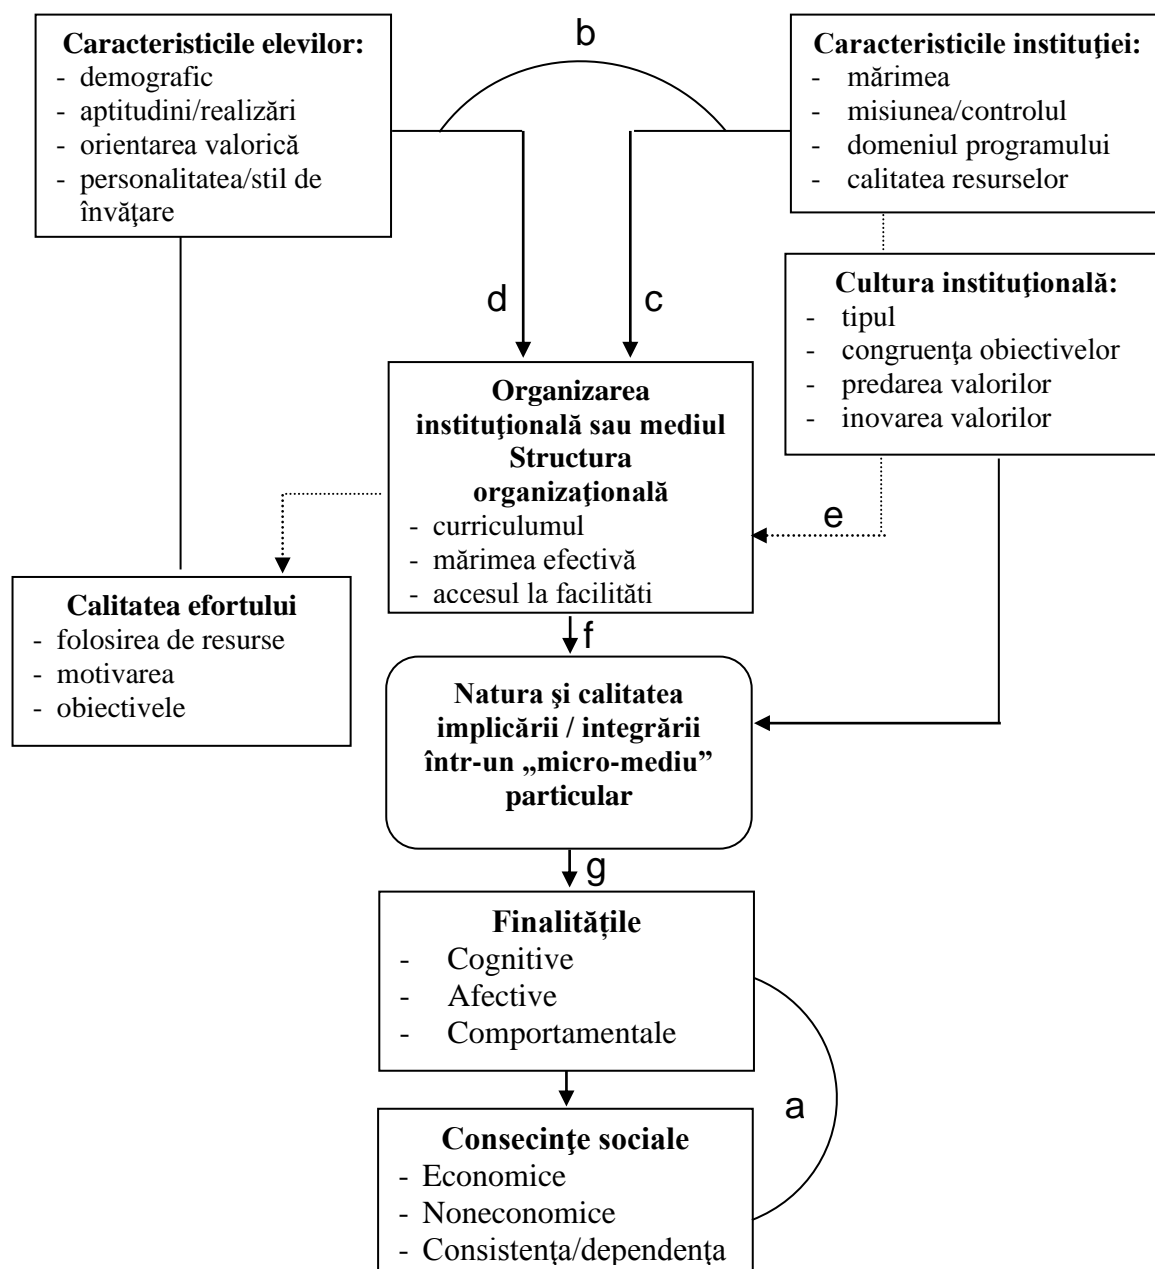 Caracteristicile elevilor:
- demografic
- aptitudini/realizări
- orientarea valorică
- personalitatea/stil de
învăţare
b
Caracteristicile instituţiei:
- mărimea
- misiunea/controlul
- domeniul programului
- calitatea resurselor
d
c
Cultura instituţională:
- tipul
- congruenţa obiectivelor
- predarea valorilor
- inovarea valorilor
Organizarea
instituţională sau mediul
Structura
organizaţională
- curriculumul
- mărimea efectivă
- accesul la facilităti
e
Calitatea efortului
- folosirea de resurse
- motivarea
- obiectivele
f
Natura şi calitatea
implicării / integrării
într-un „micro-mediu”
particular
g
Finalitățile
- Cognitive
- Afective
- Comportamentale
a
Consecinţe sociale
- Economice
- Noneconomice
- Consistenţa/dependenţa